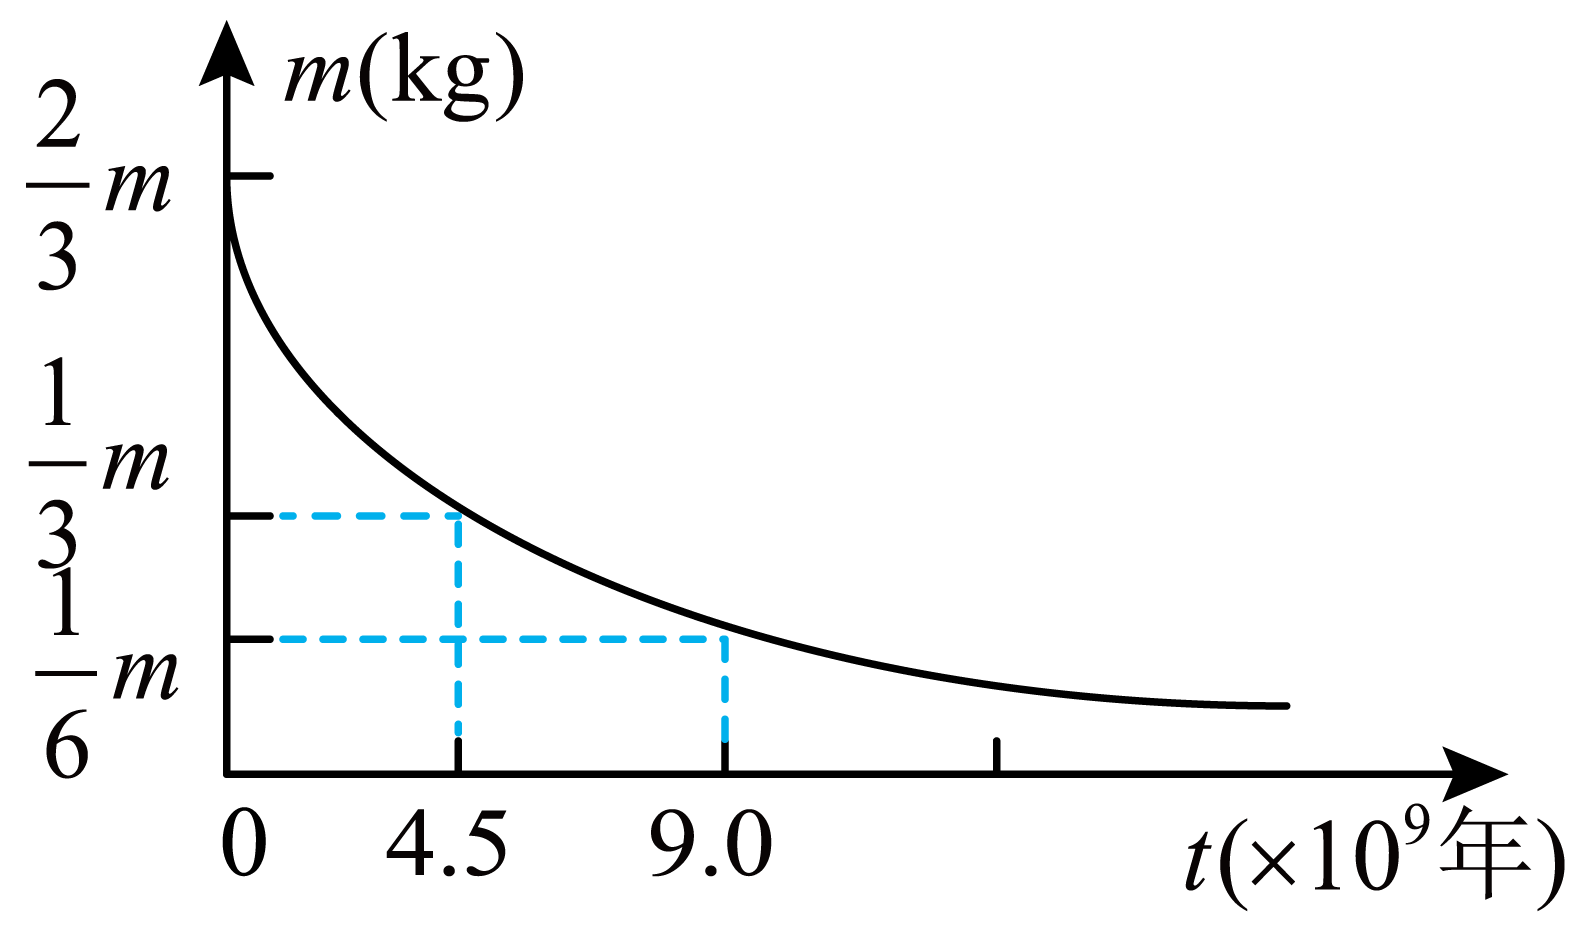 m(kg)
2/3 m
1/3 m
1/6 m
0 4.5 9.0 t(×10⁹年)